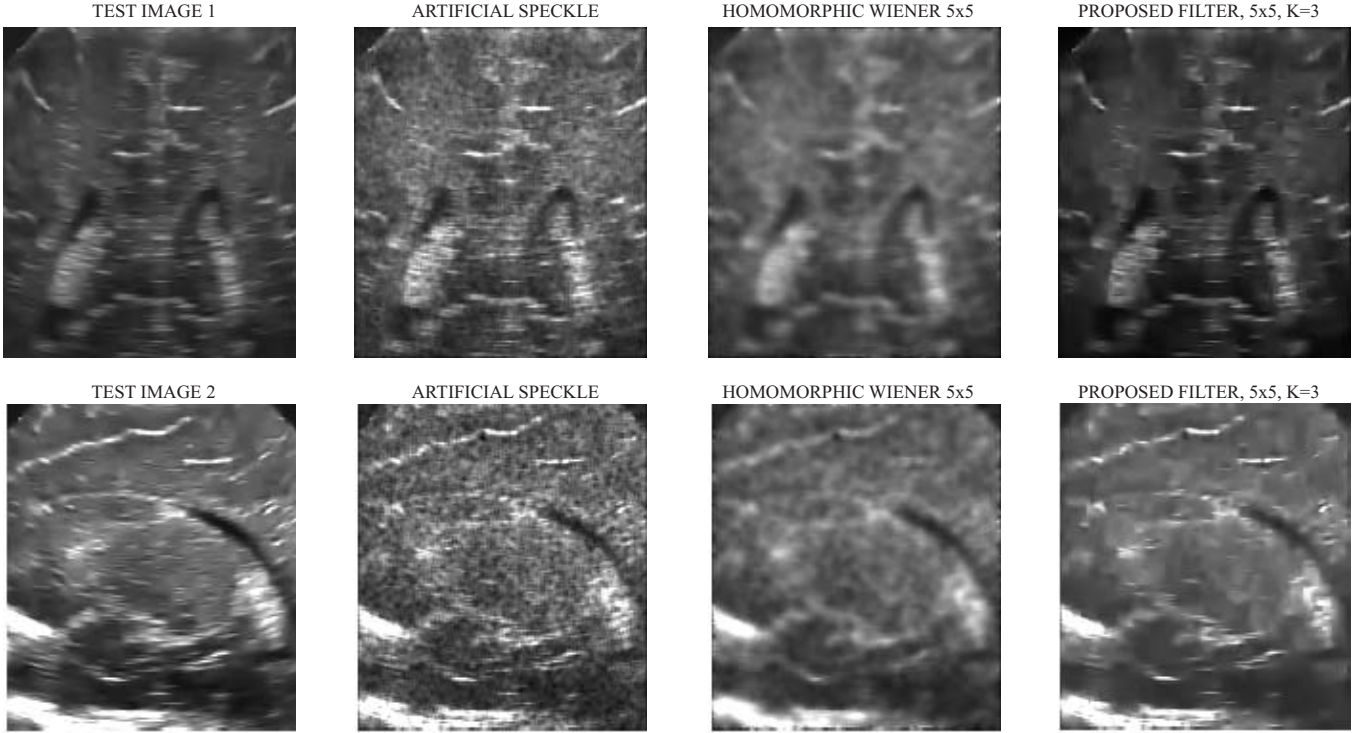 TEST IMAGE 1
ARTIFICIAL SPECKLE
HOMOMORPHIC WIENER 5x5
PROPOSED FILTER, 5x5, K=3
TEST IMAGE 2
ARTIFICIAL SPECKLE
HOMOMORPHIC WIENER 5x5
PROPOSED FILTER, 5x5, K=3